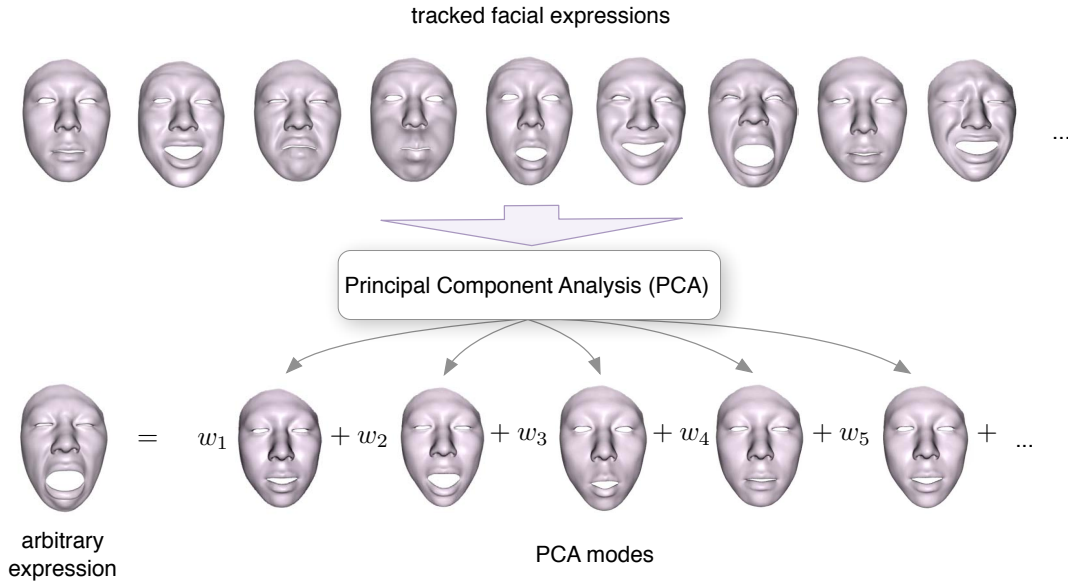 tracked facial expressions
...
Principal Component Analysis (PCA)
= w₁ + w₂ + w₃ + w₄ + w₅ + ...
arbitrary
expression
PCA modes